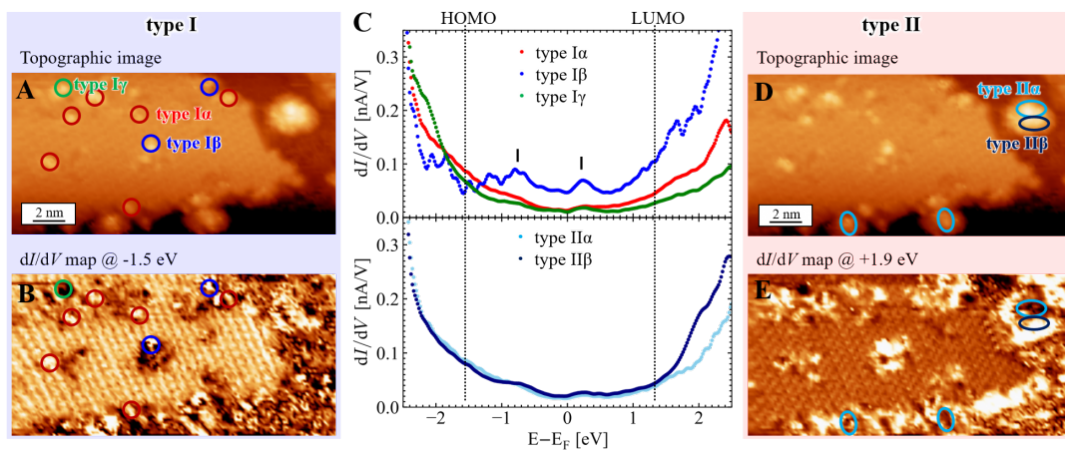 type I
Topographic image
A
type Iγ
type Iα
type Iβ
2 nm
dI/dV map @ -1.5 eV
B
C
HOMO
LUMO
dI/dV [nA/V]
0.3
0.2
0.1
0.0
type Iα
type Iβ
type Iγ
I
I
dI/dV [nA/V]
0.3
0.2
0.1
0.0
type IIα
type IIβ
−2
−1
0
1
2
E−E_F [eV]
type II
Topographic image
D
type IIα
type IIβ
2 nm
dI/dV map @ +1.9 eV
E